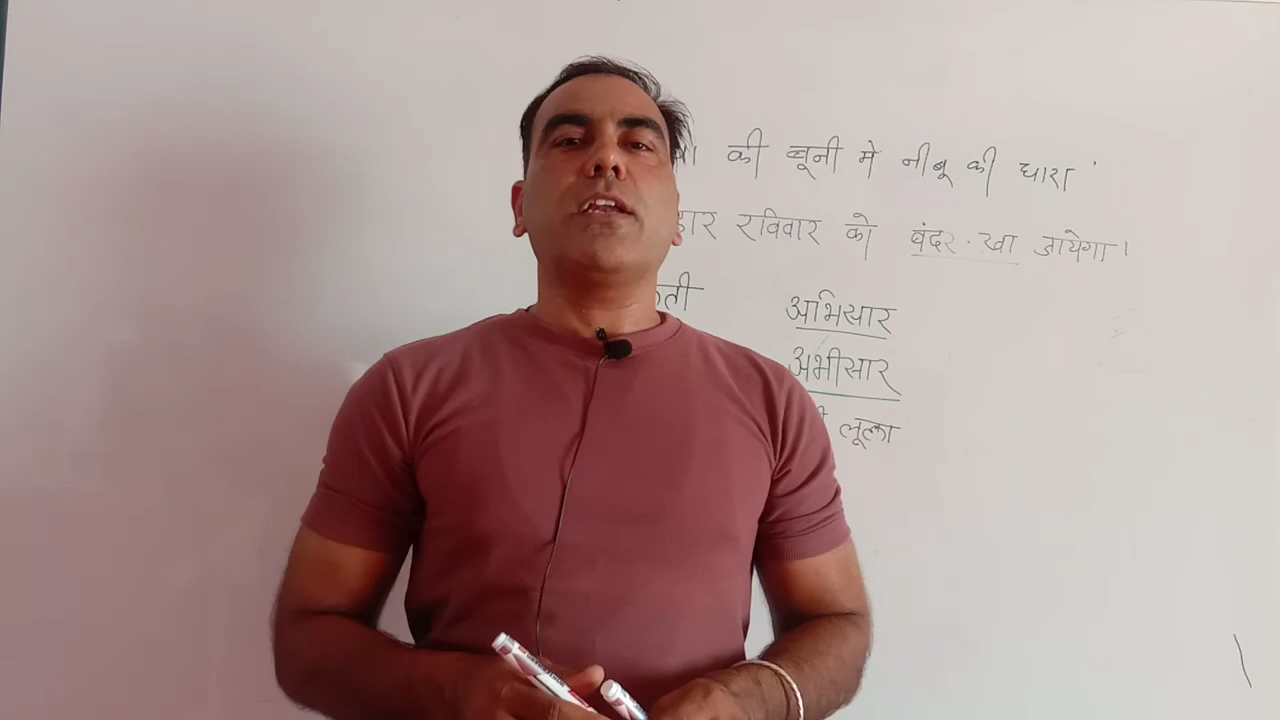 की चूनी मे नीबू की धारा
रविवार को बंदर खा जायेगा।
अभिसार
अभीसार
लूल्ला